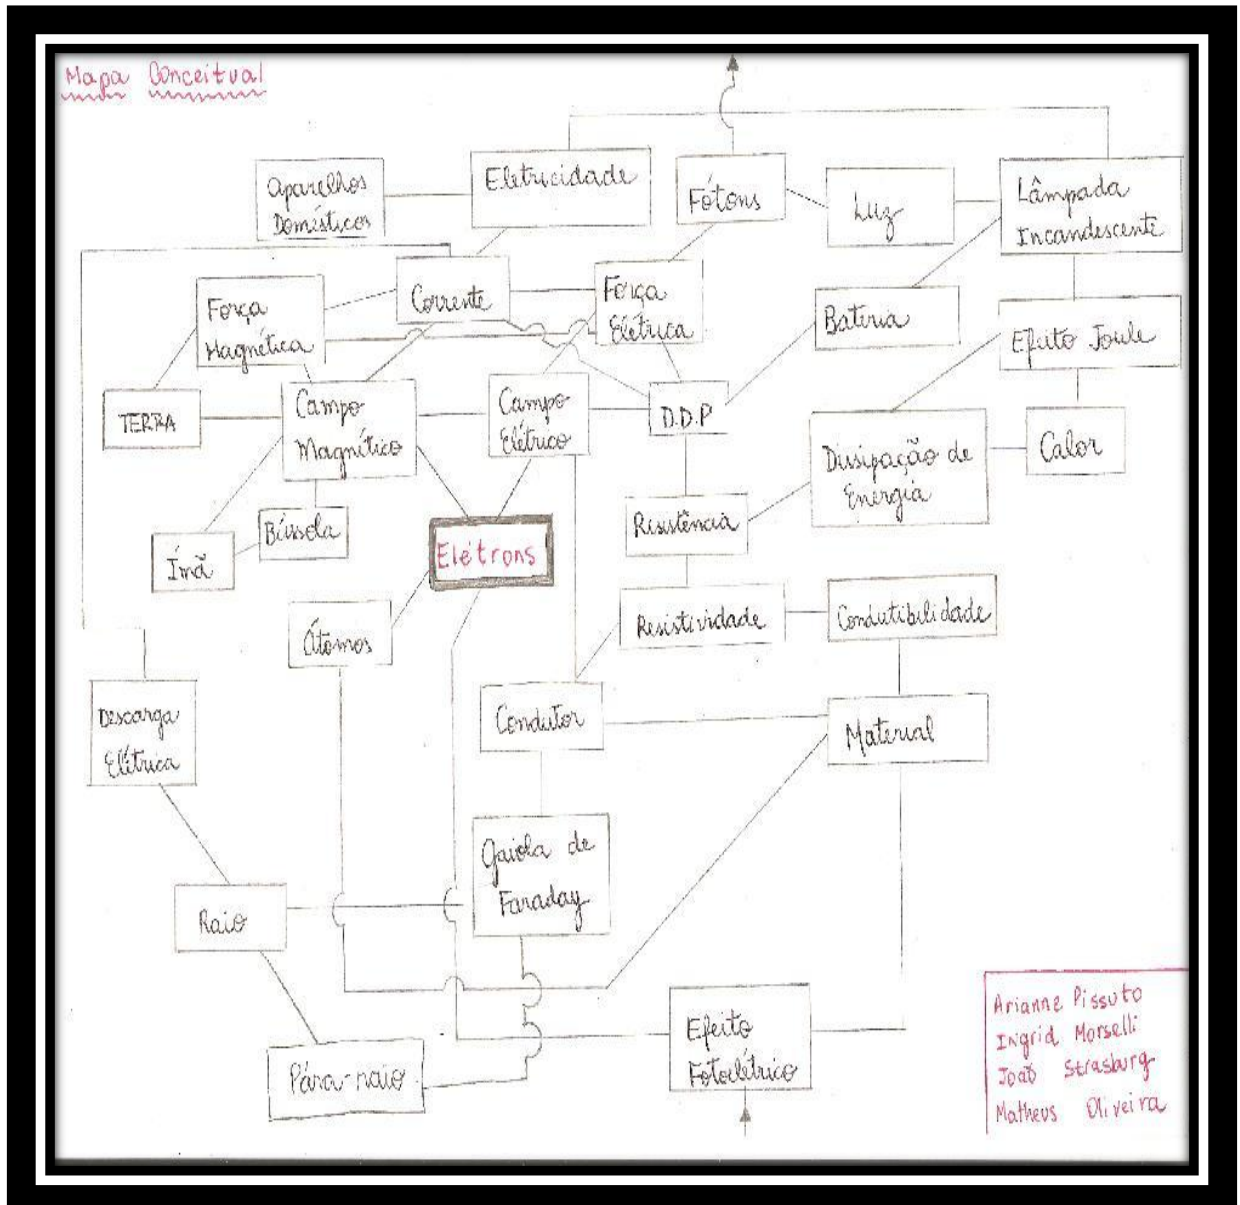 Mapa Conceitual
Aparelhos
Domésticos
Eletricidade
Fótons
Luz
Lâmpada
Incandescente
Força
Magnética
Corrente
Força
Elétrica
Bateria
Efeito Joule
TERRA
Campo
Magnético
Campo
Elétrico
D.D.P
Dissipação de
Energia
Calor
Ímã
Bússola
Elétrons
Resistência
Átomos
Resistividade
Condutibilidade
Descarga
Elétrica
Condutor
Material
Gaiola de
Faraday
Raio
Pára-raio
Efeito
Fotoelétrico
Arianne Pissuto
Ingrid Morselli
João Strasburg
Matheus Oliveira